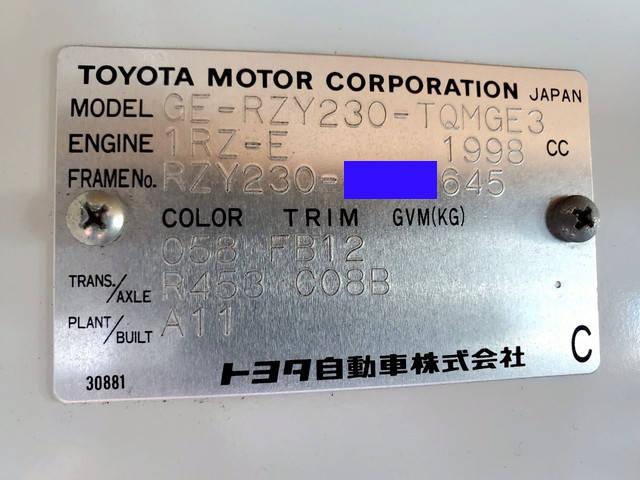 TOYOTA MOTOR CORPORATION JAPAN
MODEL GE-RZY230-TQMGE3
ENGINE 1RZ-E 1998 CC
FRAME No. RZY230- 645
COLOR TRIM GVM(KG)
058 FB12
TRANS./AXLE R453 C08B
PLANT/BUILT A11
30881 トヨタ自動車株式会社 C